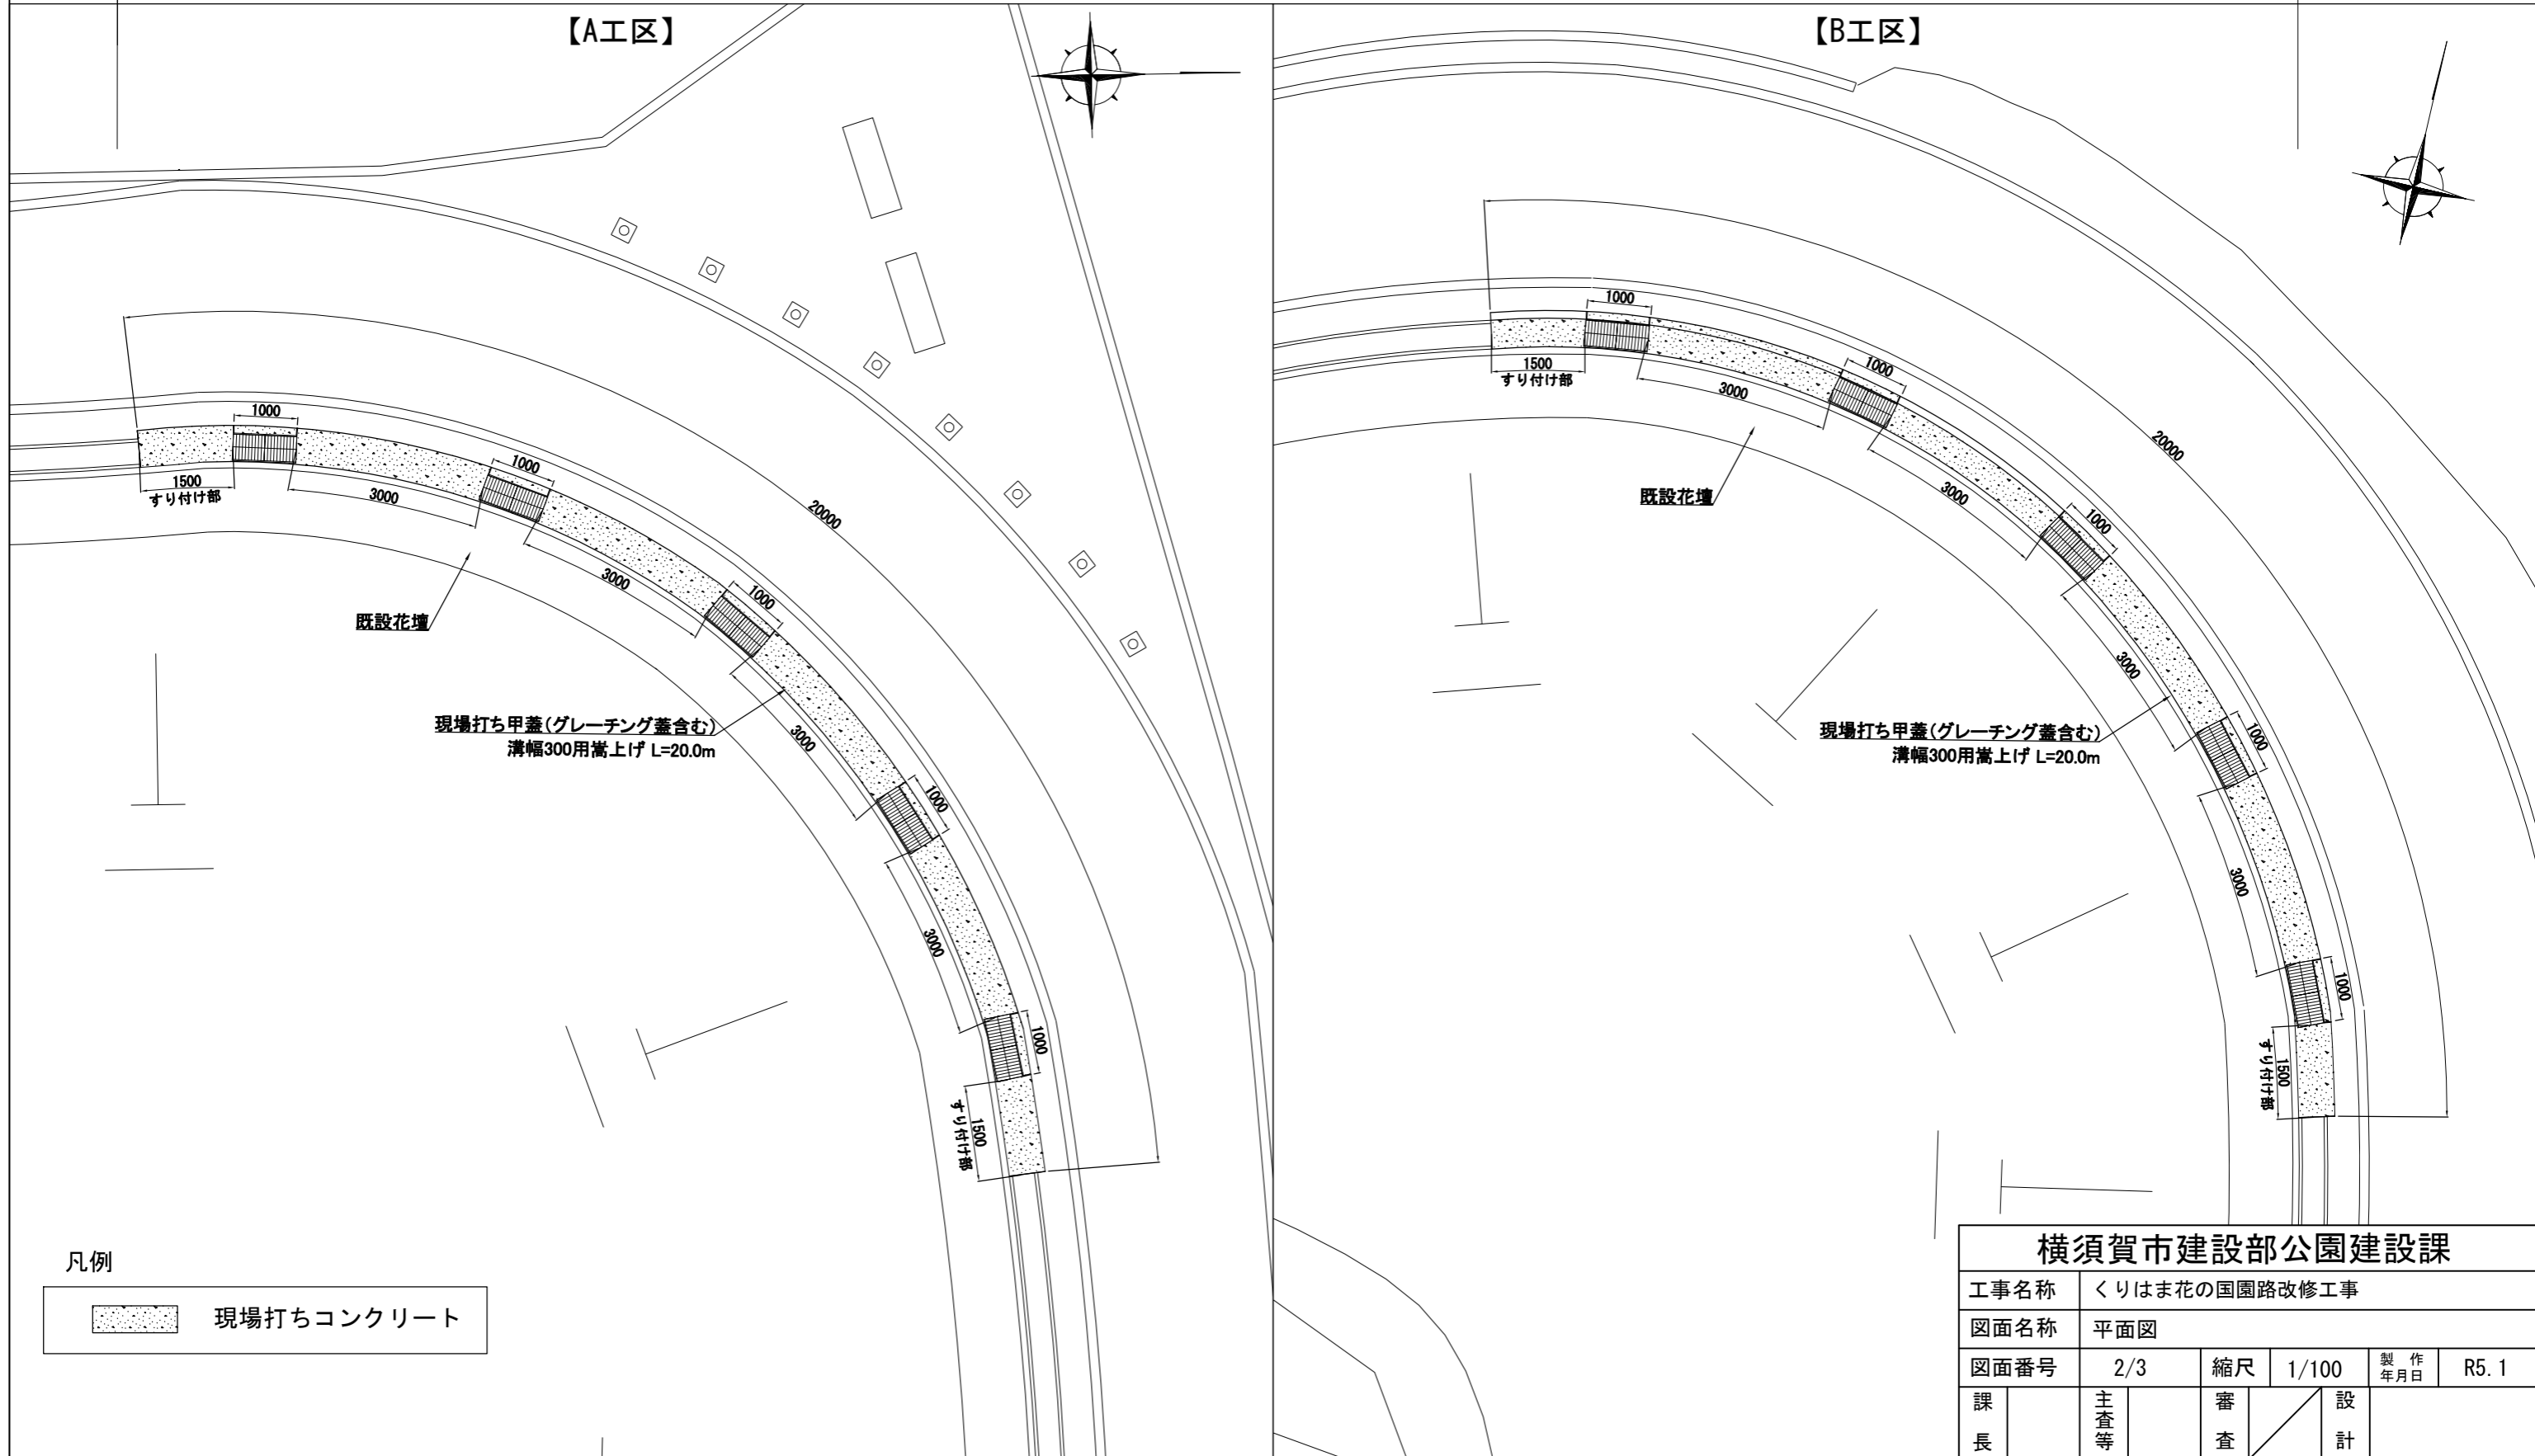 【A工区】
1000
1500
すり付け部
3000
1000
3000
1000
20000
既設花壇
現場打ち甲蓋(グレーチング蓋含む)
溝幅300用嵩上げ L=20.0m
3000
1000
3000
1000
1500
すり付け部
凡例
現場打ちコンクリート
【B工区】
1000
1500
すり付け部
3000
1000
3000
1000
20000
既設花壇
現場打ち甲蓋(グレーチング蓋含む)
溝幅300用嵩上げ L=20.0m
3000
1000
3000
1000
1500
すり付け部
横須賀市建設部公園建設課
工事名称 くりはま花の国園路改修工事
図面名称 平面図
図面番号 2/3 縮尺 1/100 製作年月日 R5.1
課長 主査等 審査 設計